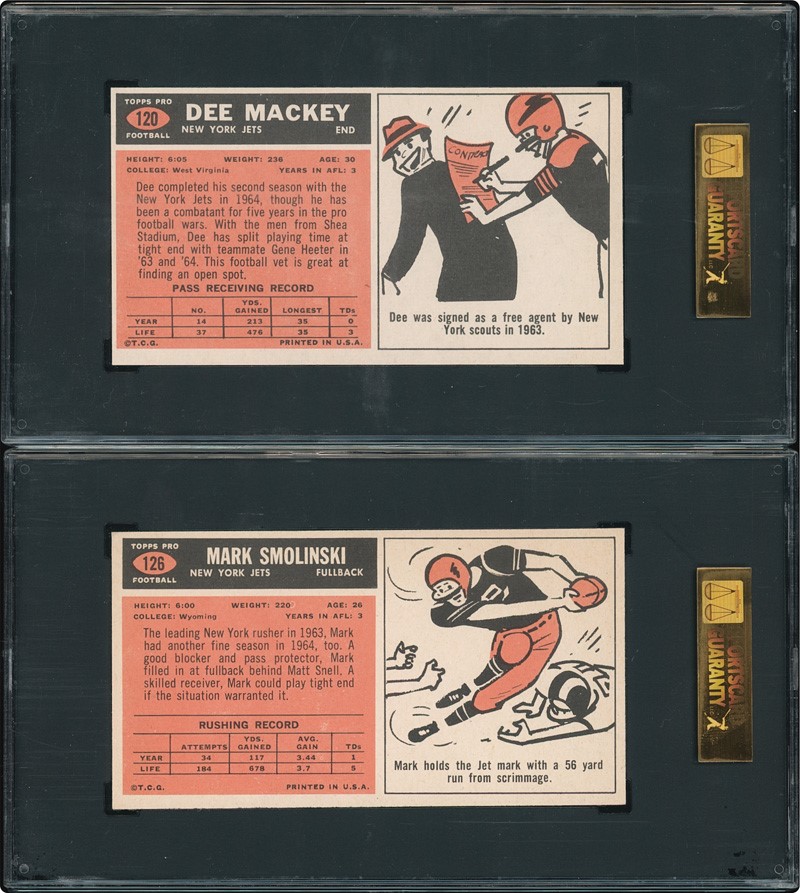 TOPPS PRO
120
FOOTBALL
DEE MACKEY
NEW YORK JETS END
HEIGHT: 6:05 WEIGHT: 236 AGE: 30
COLLEGE: West Virginia YEARS IN AFL: 3
Dee completed his second season with the
New York Jets in 1964, though he has
been a combatant for five years in the pro
football wars. With the men from Shea
Stadium, Dee has split playing time at
tight end with teammate Gene Heeter in
'63 and '64. This football vet is great at
finding an open spot.
PASS RECEIVING RECORD
NO. YDS. GAINED LONGEST TDs
YEAR 14 213 35 0
LIFE 37 476 35 3
©T.C.G. PRINTED IN U.S.A.
CONTRACT
Dee was signed as a free agent by New
York scouts in 1963.
GUARANTY
TOPPS PRO
126
FOOTBALL
MARK SMOLINSKI
NEW YORK JETS FULLBACK
HEIGHT: 6:00 WEIGHT: 220 AGE: 26
COLLEGE: Wyoming YEARS IN AFL: 3
The leading New York rusher in 1963, Mark
had another fine season in 1964, too. A
good blocker and pass protector, Mark
filled in at fullback behind Matt Snell. A
skilled receiver, Mark could play tight end
if the situation warranted it.
RUSHING RECORD
ATTEMPTS YDS. GAINED AVG. GAIN TDs
YEAR 34 117 3.44 1
LIFE 184 678 3.7 5
©T.C.G. PRINTED IN U.S.A.
Mark holds the Jet mark with a 56 yard
run from scrimmage.
GUARANTY